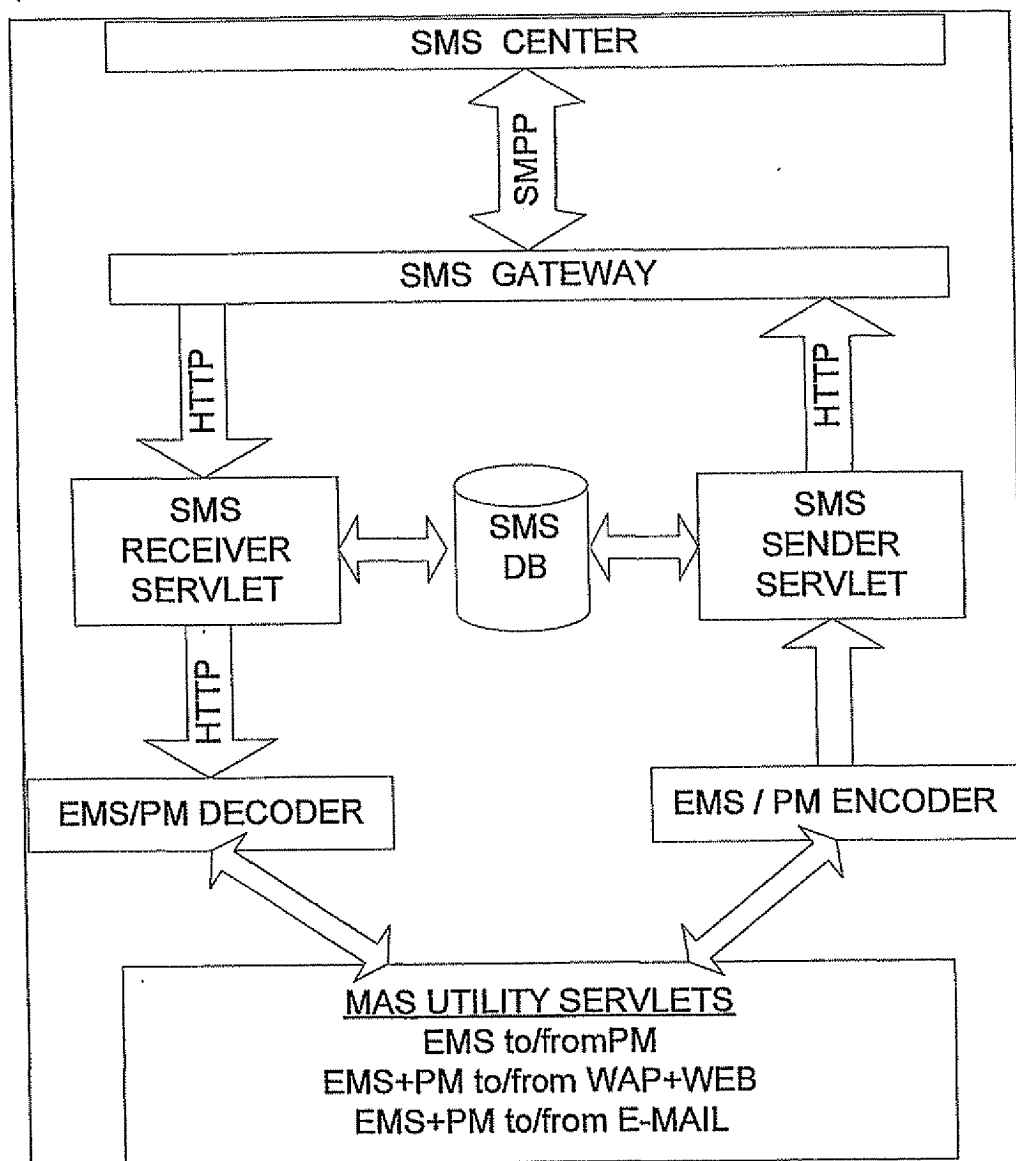 SMS CENTER
SMPP
SMS GATEWAY
HTTP
HTTP
SMS
RECEIVER
SERVLET
SMS
DB
SMS
SENDER
SERVLET
HTTP
EMS/PM DECODER
EMS / PM ENCODER
MAS UTILITY SERVLETS
EMS to/fromPM
EMS+PM to/from WAP+WEB
EMS+PM to/from E-MAIL